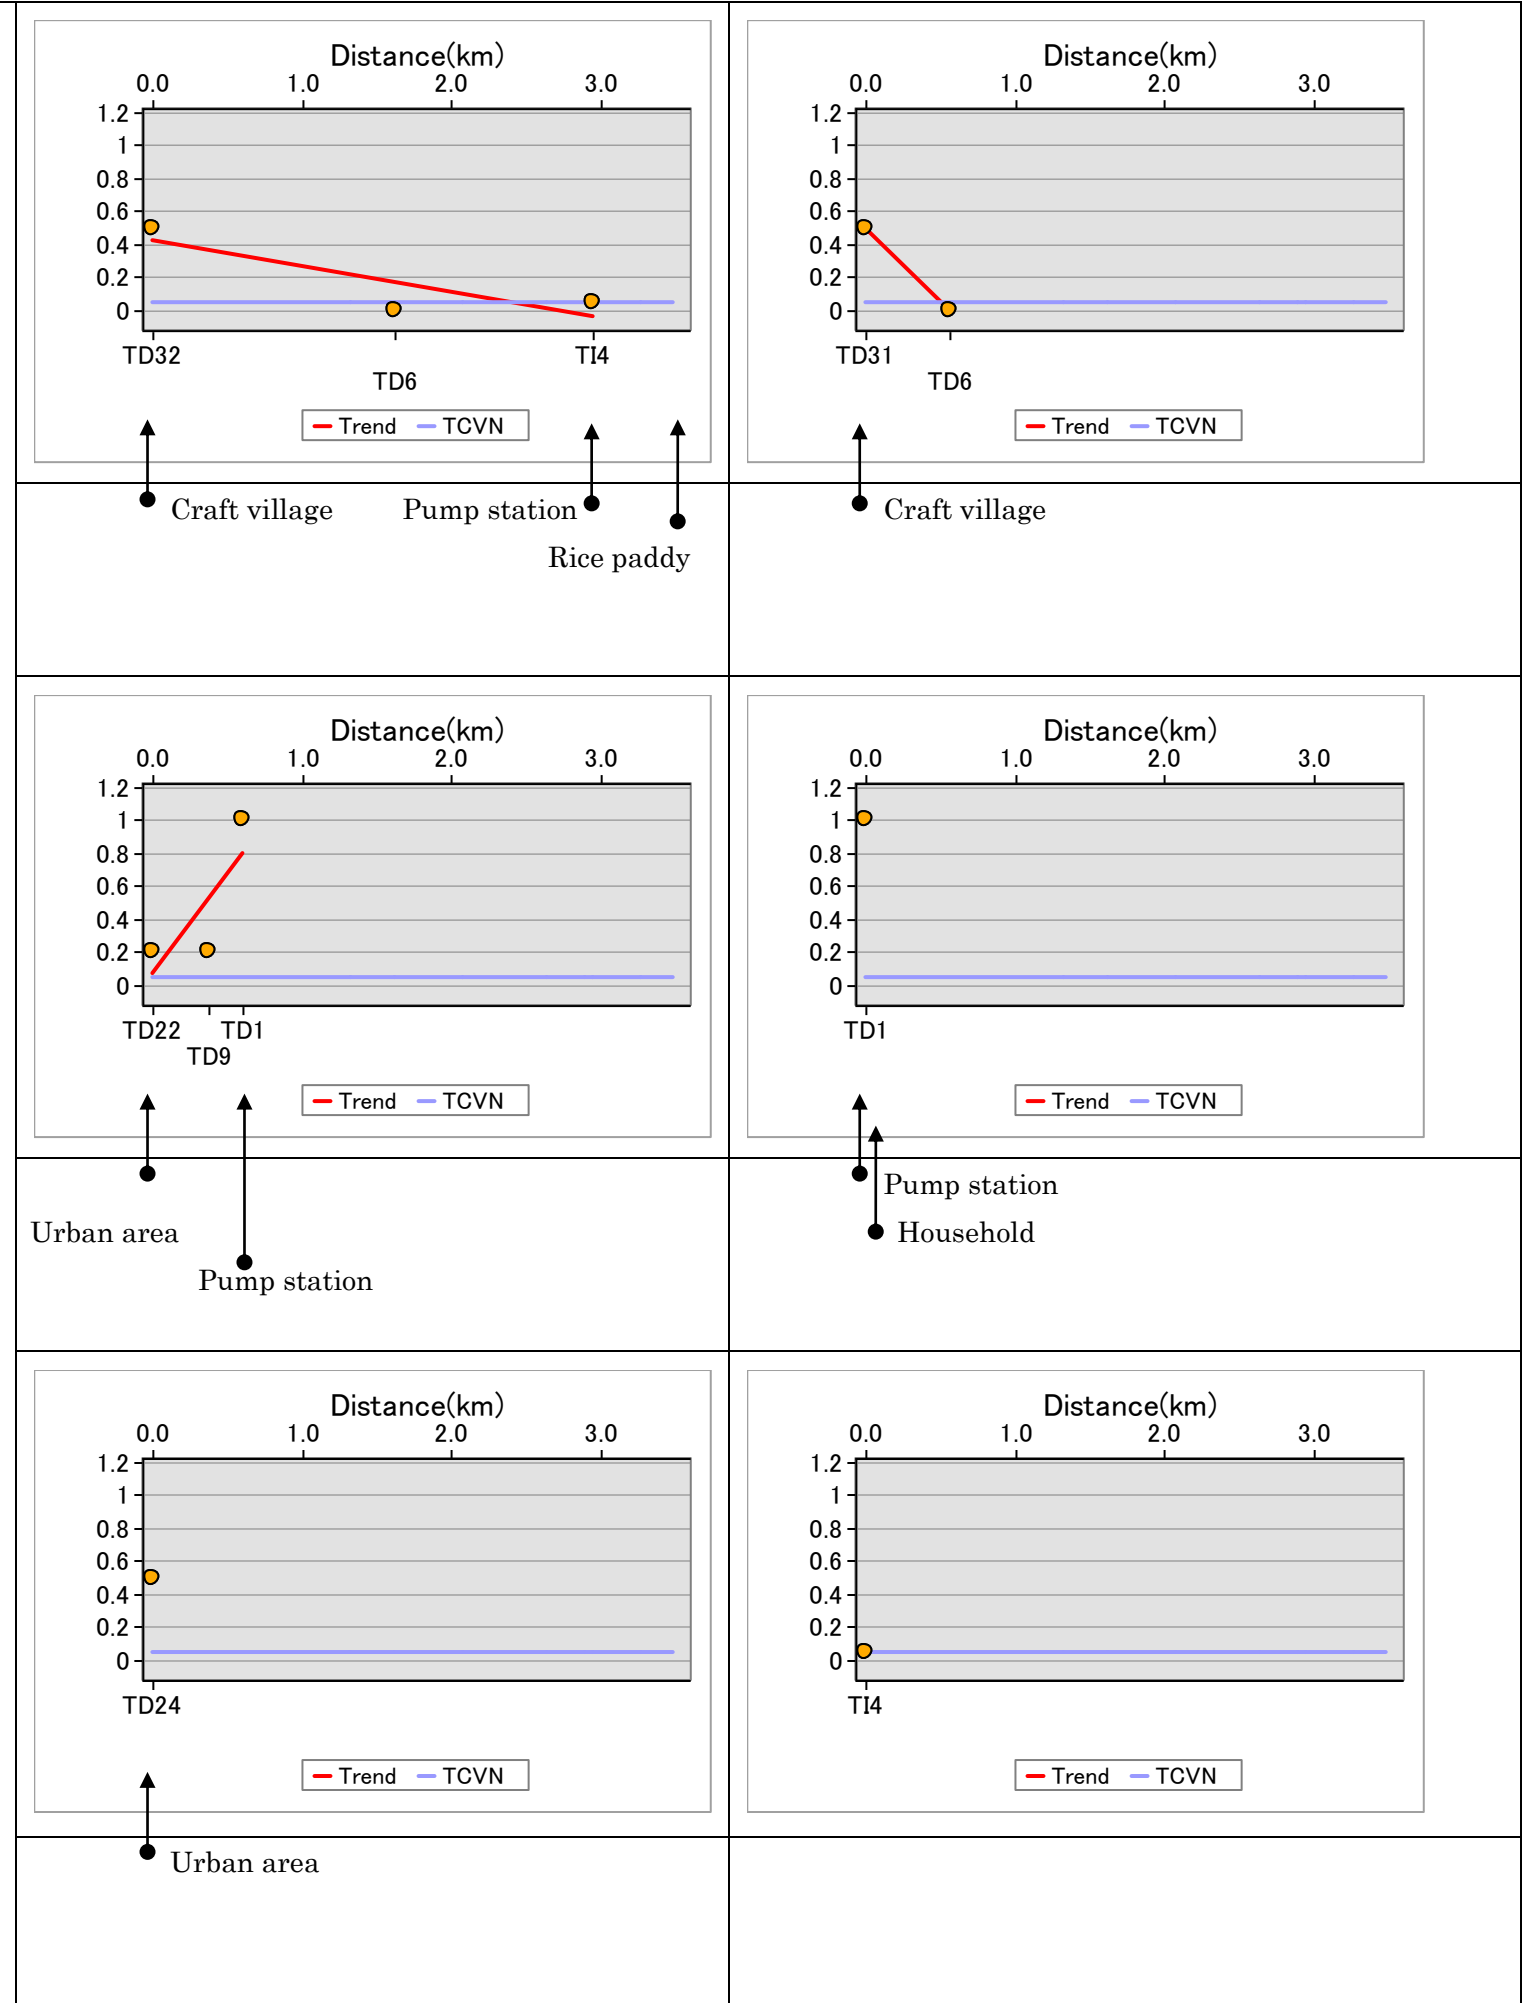 Distance(km)
0.0 1.0 2.0 3.0
1.2
1
0.8
0.6
0.4
0.2
0
TD32 TI4
TD6
Trend TCVN
Craft village Pump station
Rice paddy
Distance(km)
0.0 1.0 2.0 3.0
1.2
1
0.8
0.6
0.4
0.2
0
TD31
TD6
Trend TCVN
Craft village
Distance(km)
0.0 1.0 2.0 3.0
1.2
1
0.8
0.6
0.4
0.2
0
TD22 TD1
TD9
Trend TCVN
Urban area
Pump station
Distance(km)
0.0 1.0 2.0 3.0
1.2
1
0.8
0.6
0.4
0.2
0
TD1
Trend TCVN
Pump station
Household
Distance(km)
0.0 1.0 2.0 3.0
1.2
1
0.8
0.6
0.4
0.2
0
TD24
Trend TCVN
Urban area
Distance(km)
0.0 1.0 2.0 3.0
1.2
1
0.8
0.6
0.4
0.2
0
TI4
Trend TCVN